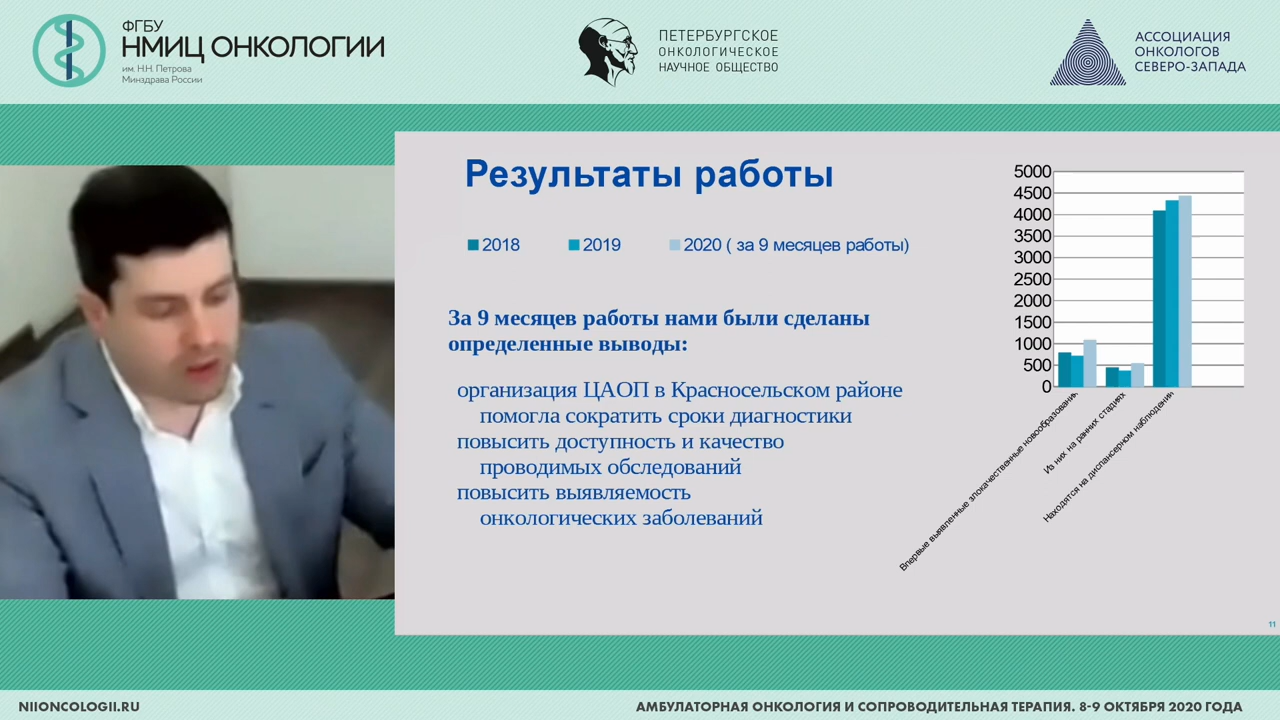 ФГБУ
НМИЦ ОНКОЛОГИИ
им. Н.Н. Петрова
Минздрава России
ПЕТЕРБУРГСКОЕ
ОНКОЛОГИЧЕСКОЕ
НАУЧНОЕ ОБЩЕСТВО
АССОЦИАЦИЯ
ОНКОЛОГОВ
СЕВЕРО-ЗАПАДА
Результаты работы
2018
2019
2020 ( за 9 месяцев работы)
За 9 месяцев работы нами были сделаны
определенные выводы:
организация ЦАОП в Красносельском районе
помогла сократить сроки диагностики
повысить доступность и качество
проводимых обследований
повысить выявляемость
онкологических заболеваний
5000
4500
4000
3500
3000
2500
2000
1500
1000
500
0
Впервые выявленные злокачественные новообразования
Из них на ранних стадиях
Находятся на диспансерном наблюдении
11
NIIONCOLOGII.RU
АМБУЛАТОРНАЯ ОНКОЛОГИЯ И СОПРОВОДИТЕЛЬНАЯ ТЕРАПИЯ. 8-9 ОКТЯБРЯ 2020 ГОДА